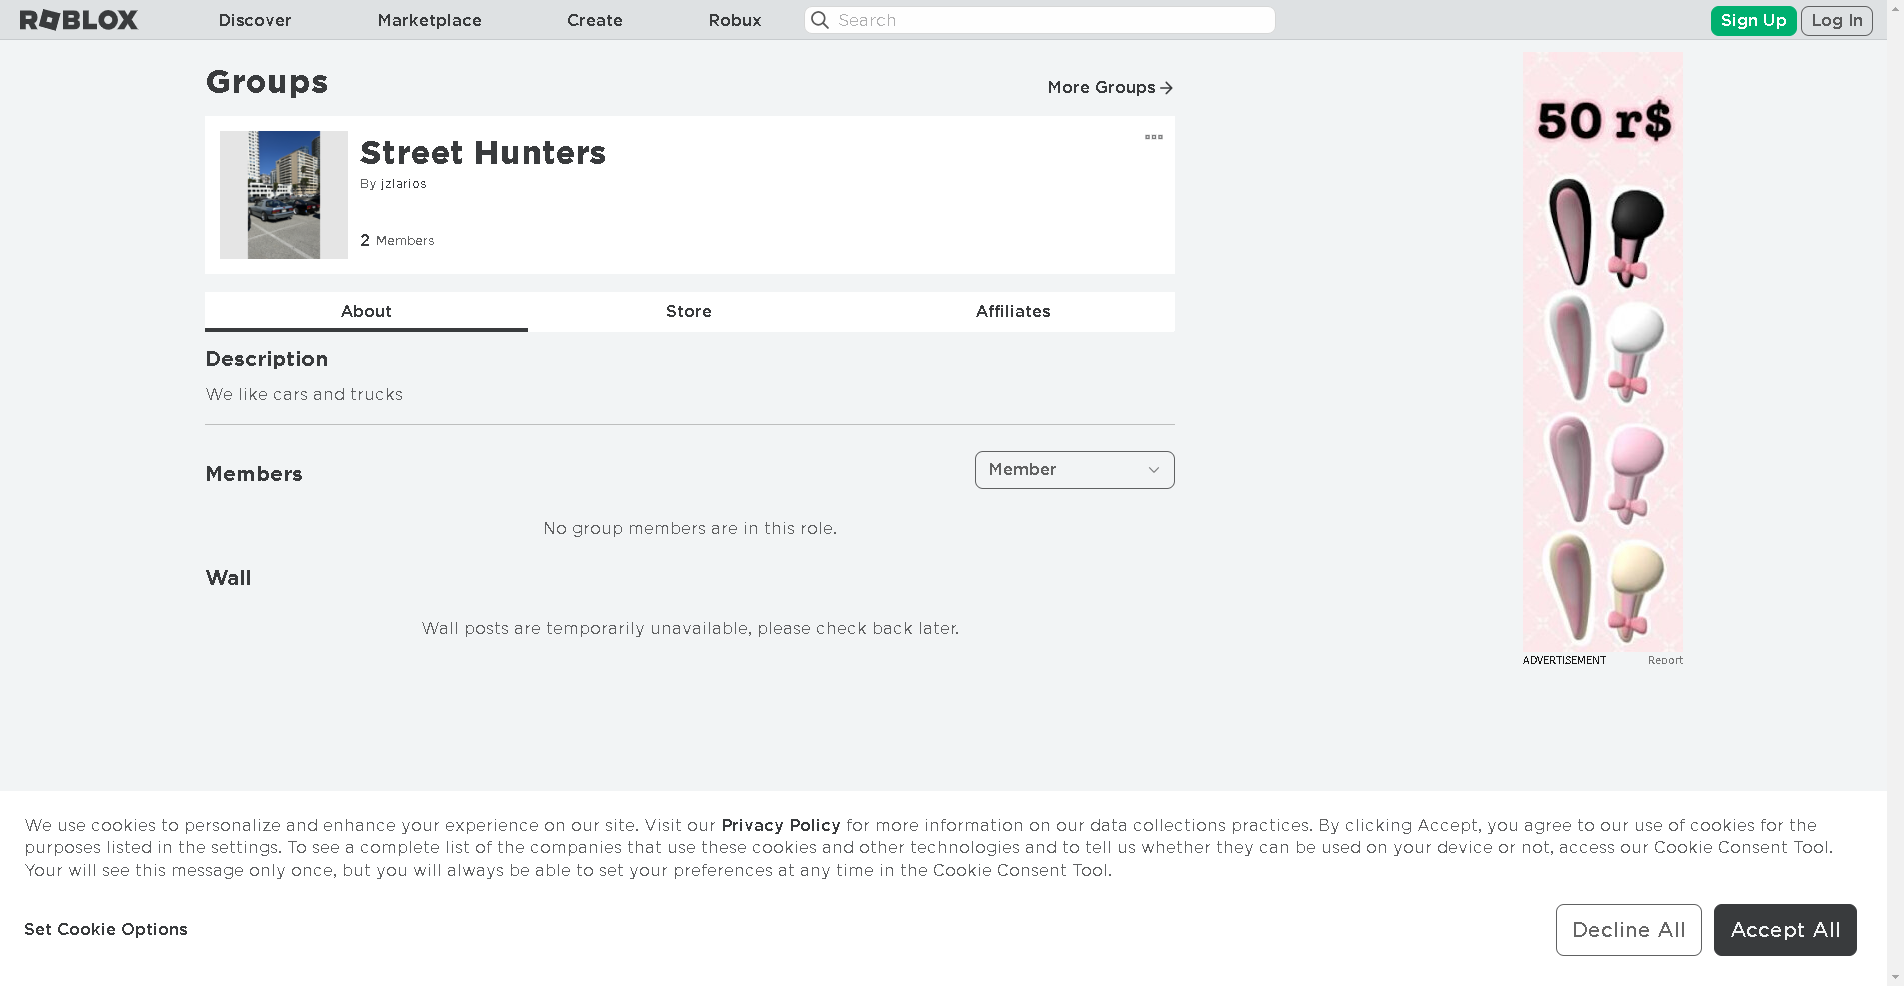 ROBLOX
Discover
Marketplace
Create
Robux
Search
Sign Up
Log In
Groups
More Groups
Street Hunters
By jzlarios
2 Members
About
Store
Affiliates
Description
We like cars and trucks
Members
Member
No group members are in this role.
Wall
Wall posts are temporarily unavailable, please check back later.
50 r$
ADVERTISEMENT
Report
We use cookies to personalize and enhance your experience on our site. Visit our Privacy Policy for more information on our data collections practices. By clicking Accept, you agree to our use of cookies for the
purposes listed in the settings. To see a complete list of the companies that use these cookies and other technologies and to tell us whether they can be used on your device or not, access our Cookie Consent Tool.
Your will see this message only once, but you will always be able to set your preferences at any time in the Cookie Consent Tool.
Set Cookie Options
Decline All
Accept All